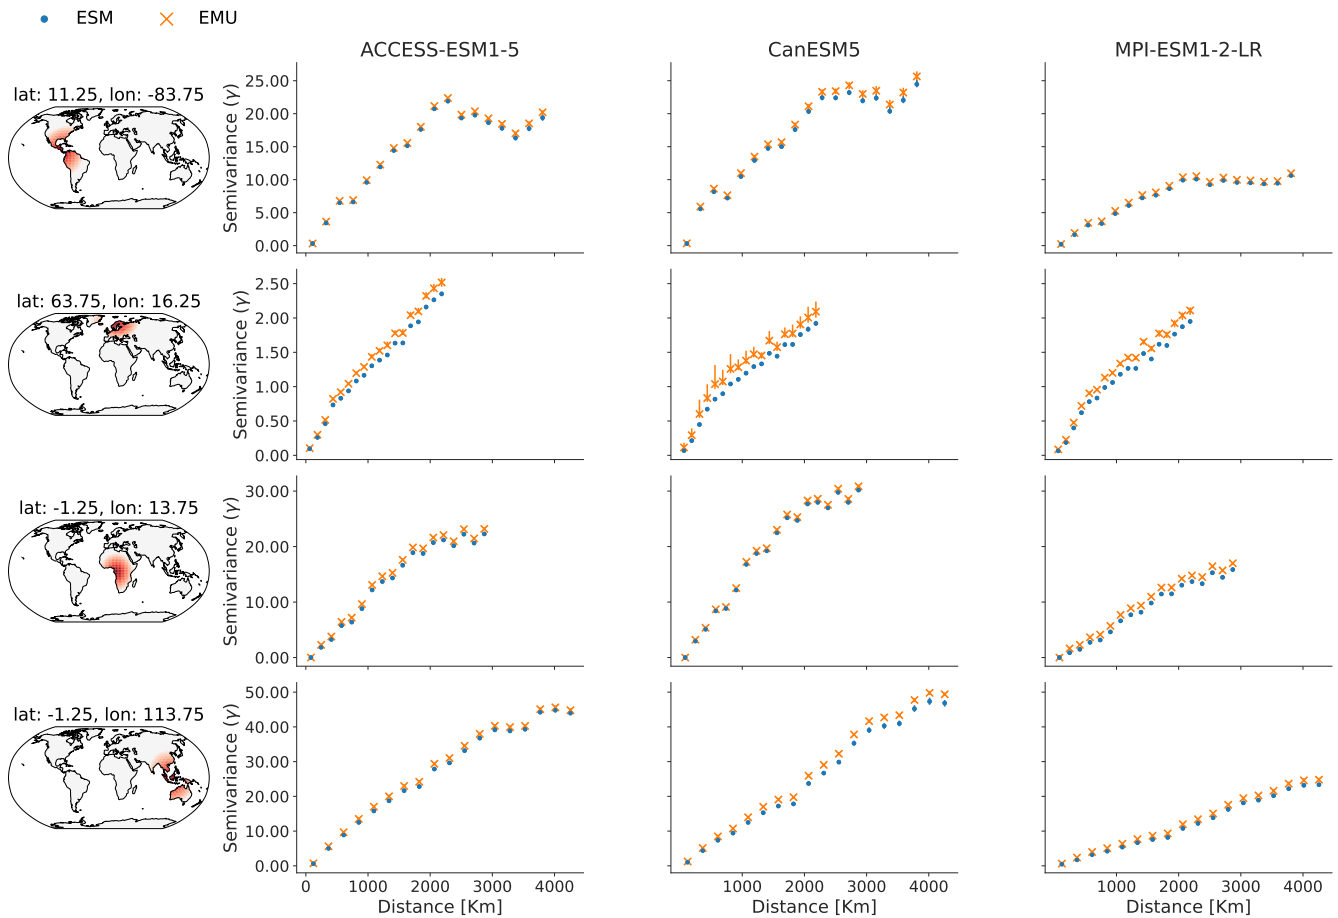 ESM EMU
ACCESS-ESM1-5 CanESM5 MPI-ESM1-2-LR
lat: 11.25, lon: -83.75
Semivariance (γ)
25.00
20.00
15.00
10.00
5.00
0.00
lat: 63.75, lon: 16.25
Semivariance (γ)
2.50
2.00
1.50
1.00
0.50
0.00
lat: -1.25, lon: 13.75
Semivariance (γ)
30.00
20.00
10.00
0.00
lat: -1.25, lon: 113.75
Semivariance (γ)
50.00
40.00
30.00
20.00
10.00
0.00
0 1000 2000 3000 4000 1000 2000 3000 4000 1000 2000 3000 4000
Distance [Km] Distance [Km] Distance [Km]